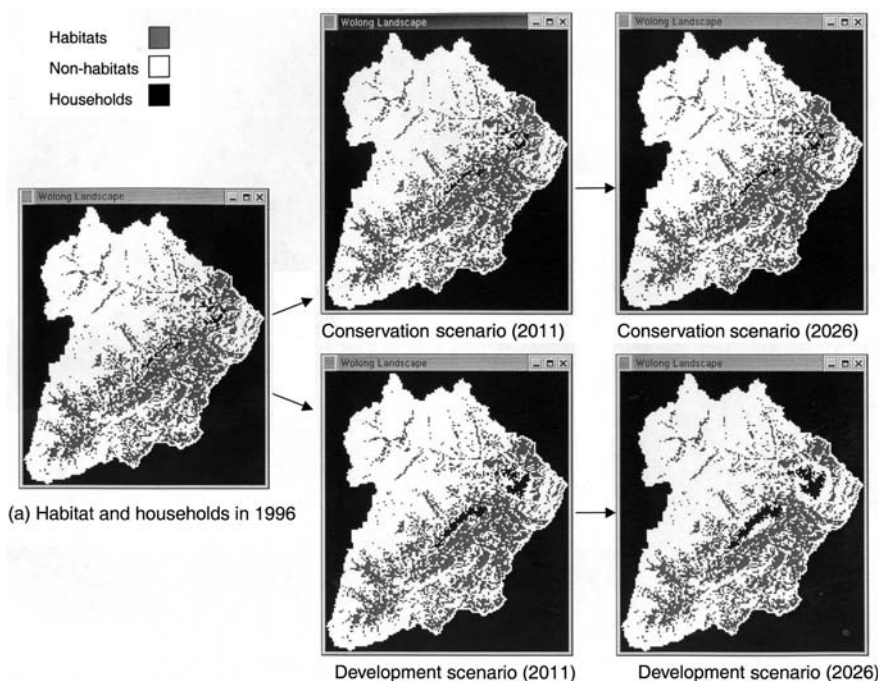 Habitats
Non-habitats
Households
Wolong Landscape
Wolong Landscape
Wolong Landscape
Conservation scenario (2011)
Conservation scenario (2026)
Wolong Landscape
Wolong Landscape
(a) Habitat and households in 1996
Development scenario (2011)
Development scenario (2026)